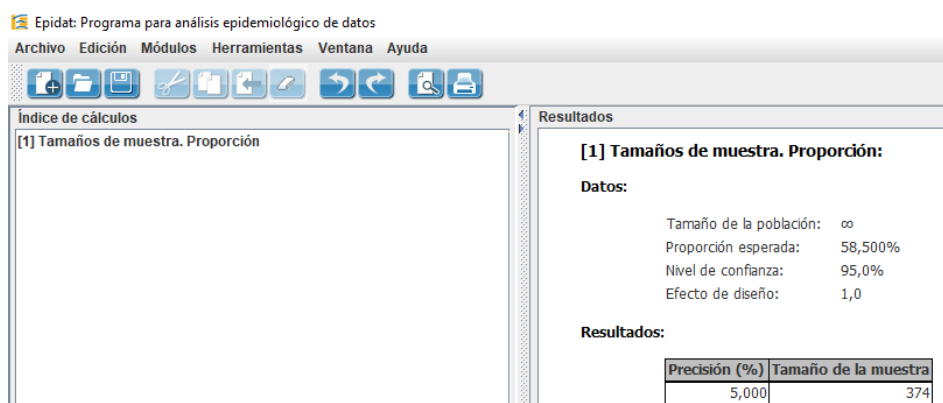 Epidat: Programa para análisis epidemiológico de datos
Archivo Edición Módulos Herramientas Ventana Ayuda
Índice de cálculos
[1] Tamaños de muestra. Proporción
Resultados
[1] Tamaños de muestra. Proporción:
Datos:
Tamaño de la población: ∞
Proporción esperada: 58,500%
Nivel de confianza: 95,0%
Efecto de diseño: 1,0
Resultados:
Precisión (%) Tamaño de la muestra
5,000 374